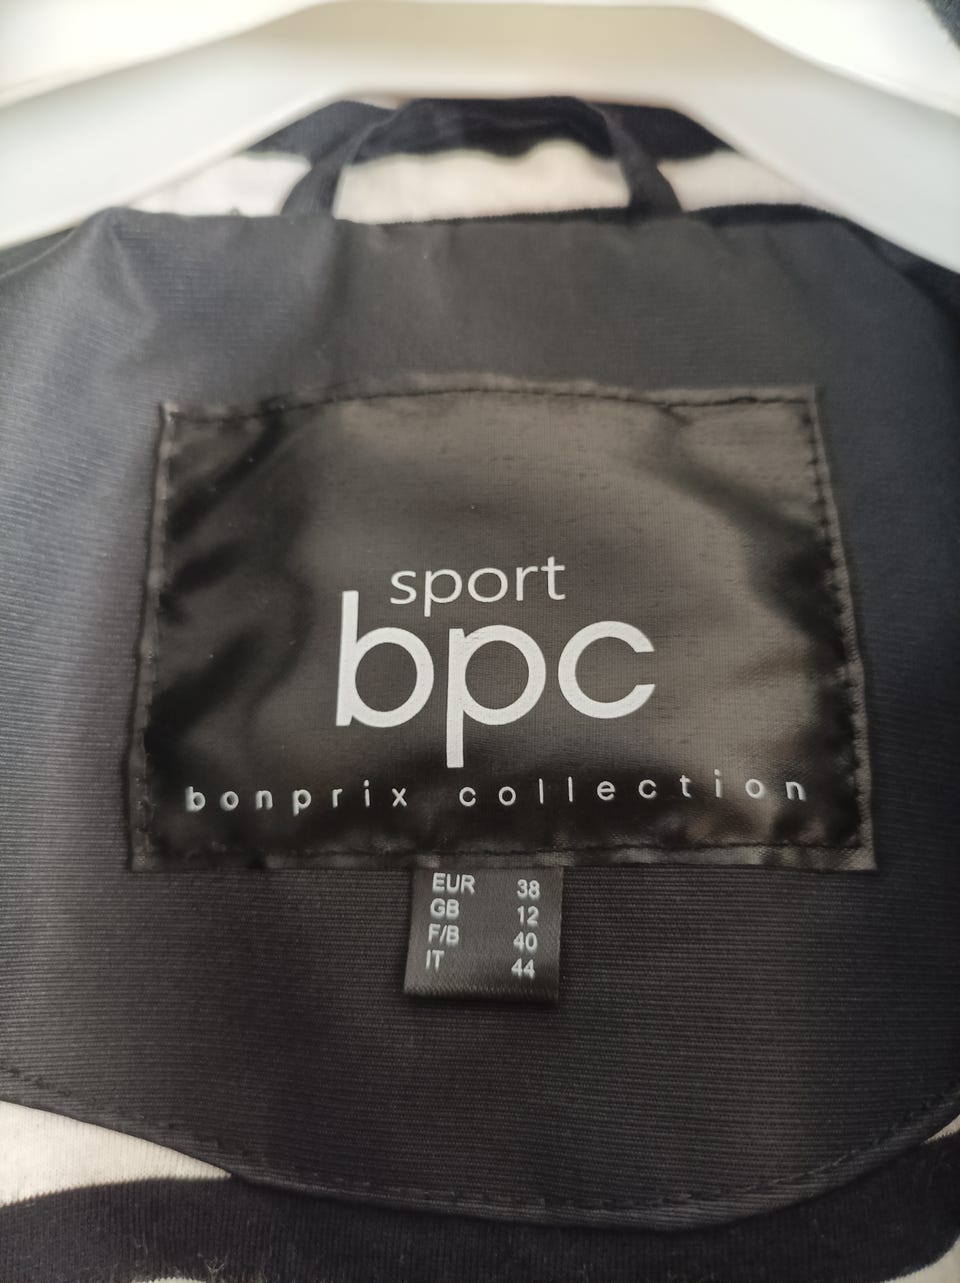 sport
bpc
bonprix collection
EUR 38
GB 12
F/B 40
IT 44